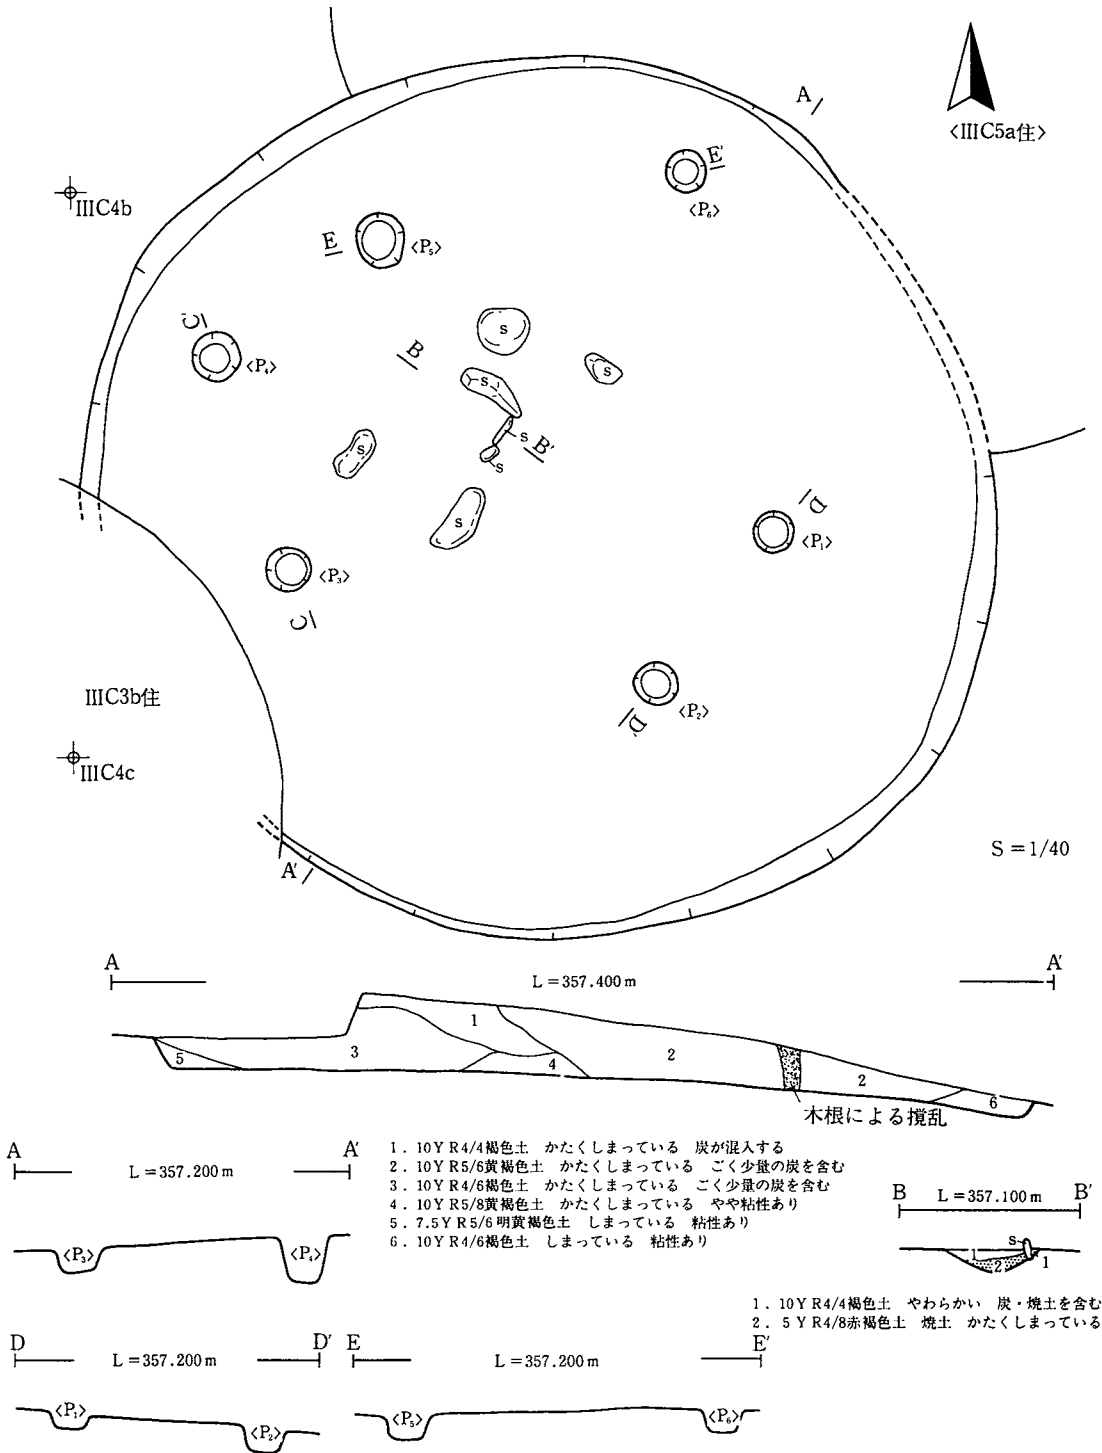 A
〈IIIC5a住〉
E'
〈P₆〉
IIIC4b
E
〈P₅〉
C'
〈P₄〉
s
B
s
s
s
B'
s
s
s
D
〈P₁〉
〈P₃〉
C
IIIC3b住
D'
〈P₂〉
IIIC4c
S＝1/40
A'
A
L＝357.400m
A'
1
5
3
4
2
2
6
木根による撹乱
A
L＝357.200m
A'
〈P₃〉
〈P₄〉
1．10YR4/4褐色土　かたくしまっている　炭が混入する
2．10YR5/6黄褐色土　かたくしまっている　ごく少量の炭を含む
3．10YR4/6褐色土　かたくしまっている　ごく少量の炭を含む
4．10YR5/8黄褐色土　かたくしまっている　やや粘性あり
5．7.5YR5/6明黄褐色土　しまっている　粘性あり
6．10YR4/6褐色土　しまっている　粘性あり
B
L＝357.100m
B'
s
1
2
1
1．10YR4/4褐色土　やわらかい　炭・焼土を含む
2．5YR4/8赤褐色土　焼土　かたくしまっている
D
L＝357.200m
D'
〈P₁〉
〈P₂〉
E
L＝357.200m
E'
〈P₅〉
〈P₆〉